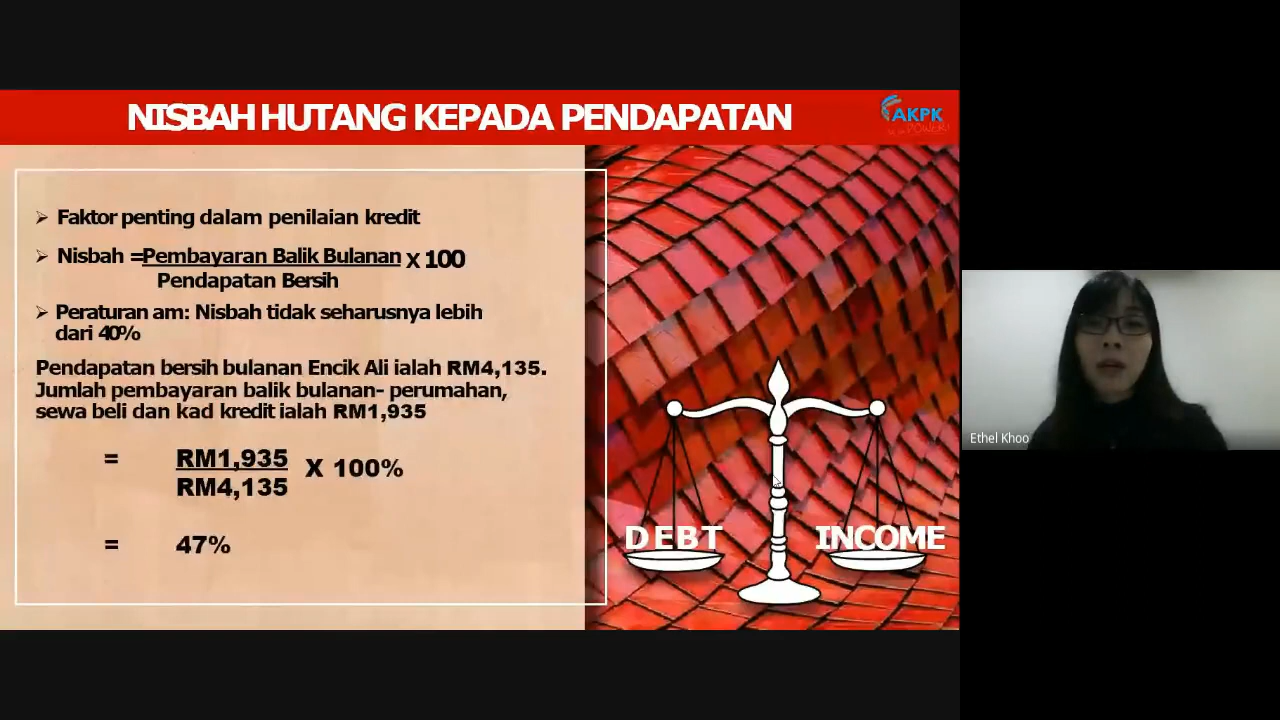 NISBAH HUTANG KEPADA PENDAPATAN
AKPK
Faktor penting dalam penilaian kredit
Nisbah =Pembayaran Balik Bulanan x 100
Pendapatan Bersih
Peraturan am: Nisbah tidak seharusnya lebih
dari 40%
Pendapatan bersih bulanan Encik Ali ialah RM4,135.
Jumlah pembayaran balik bulanan- perumahan,
sewa beli dan kad kredit ialah RM1,935
= RM1,935 X 100%
RM4,135
= 47%
DEBT INCOME
Ethel Khoo